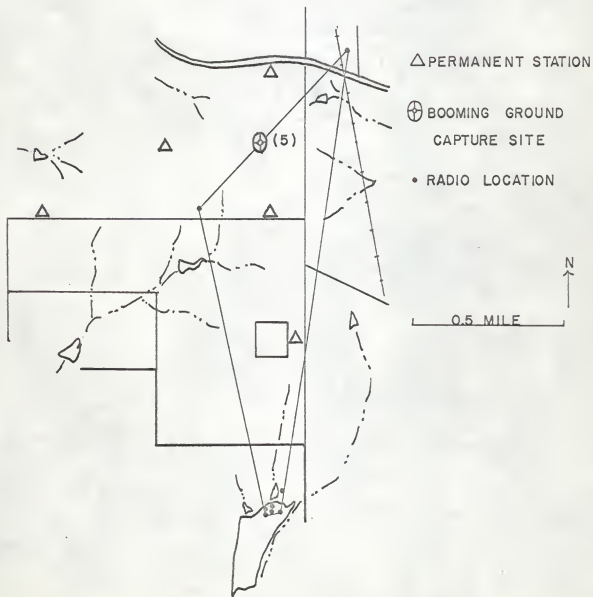 PERMANENT STATION
(5)
BOOMING GROUND
CAPTURE SITE
RADIO LOCATION
N
0.5 MILE